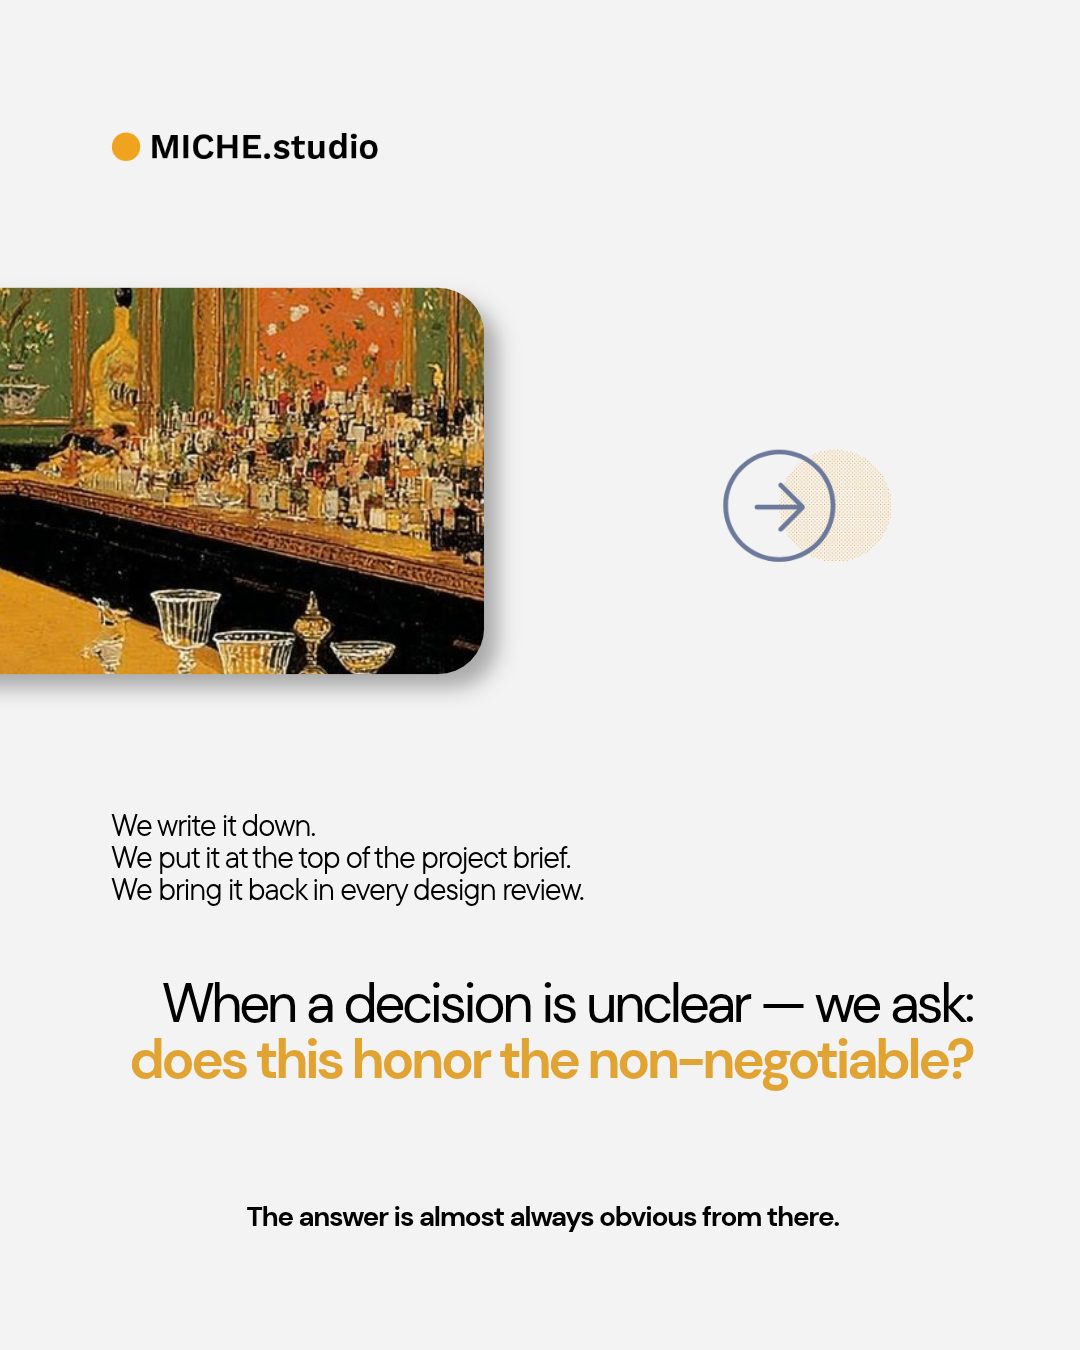 MICHE.studio
We write it down.
We put it at the top of the project brief.
We bring it back in every design review.
When a decision is unclear — we ask:
does this honor the non-negotiable?
The answer is almost always obvious from there.